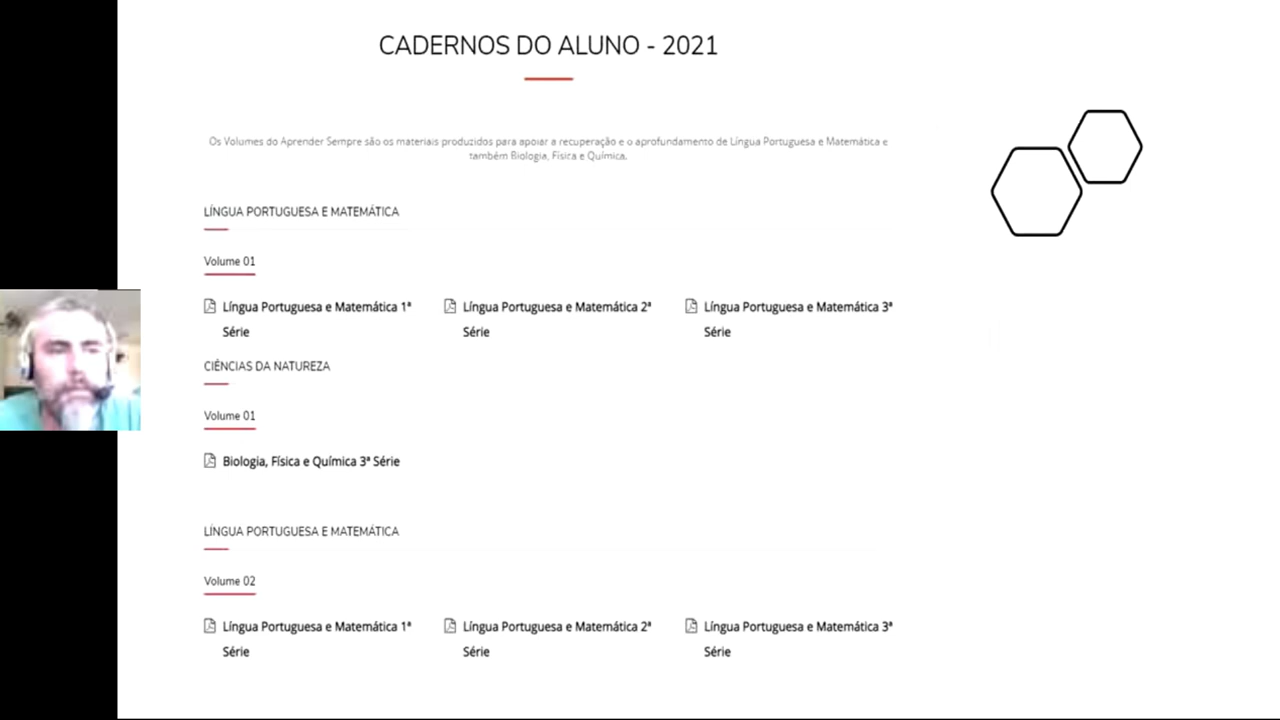 CADERNOS DO ALUNO - 2021
Os Volumes do Aprender Sempre são os materiais produzidos para apoiar a recuperação e o aprofundamento de Língua Portuguesa e Matemática e
também Biologia, Física e Química.
LÍNGUA PORTUGUESA E MATEMÁTICA
Volume 01
Língua Portuguesa e Matemática 1ª
Série
Língua Portuguesa e Matemática 2ª
Série
Língua Portuguesa e Matemática 3ª
Série
CIÊNCIAS DA NATUREZA
Volume 01
Biologia, Física e Química 3ª Série
LÍNGUA PORTUGUESA E MATEMÁTICA
Volume 02
Língua Portuguesa e Matemática 1ª
Série
Língua Portuguesa e Matemática 2ª
Série
Língua Portuguesa e Matemática 3ª
Série